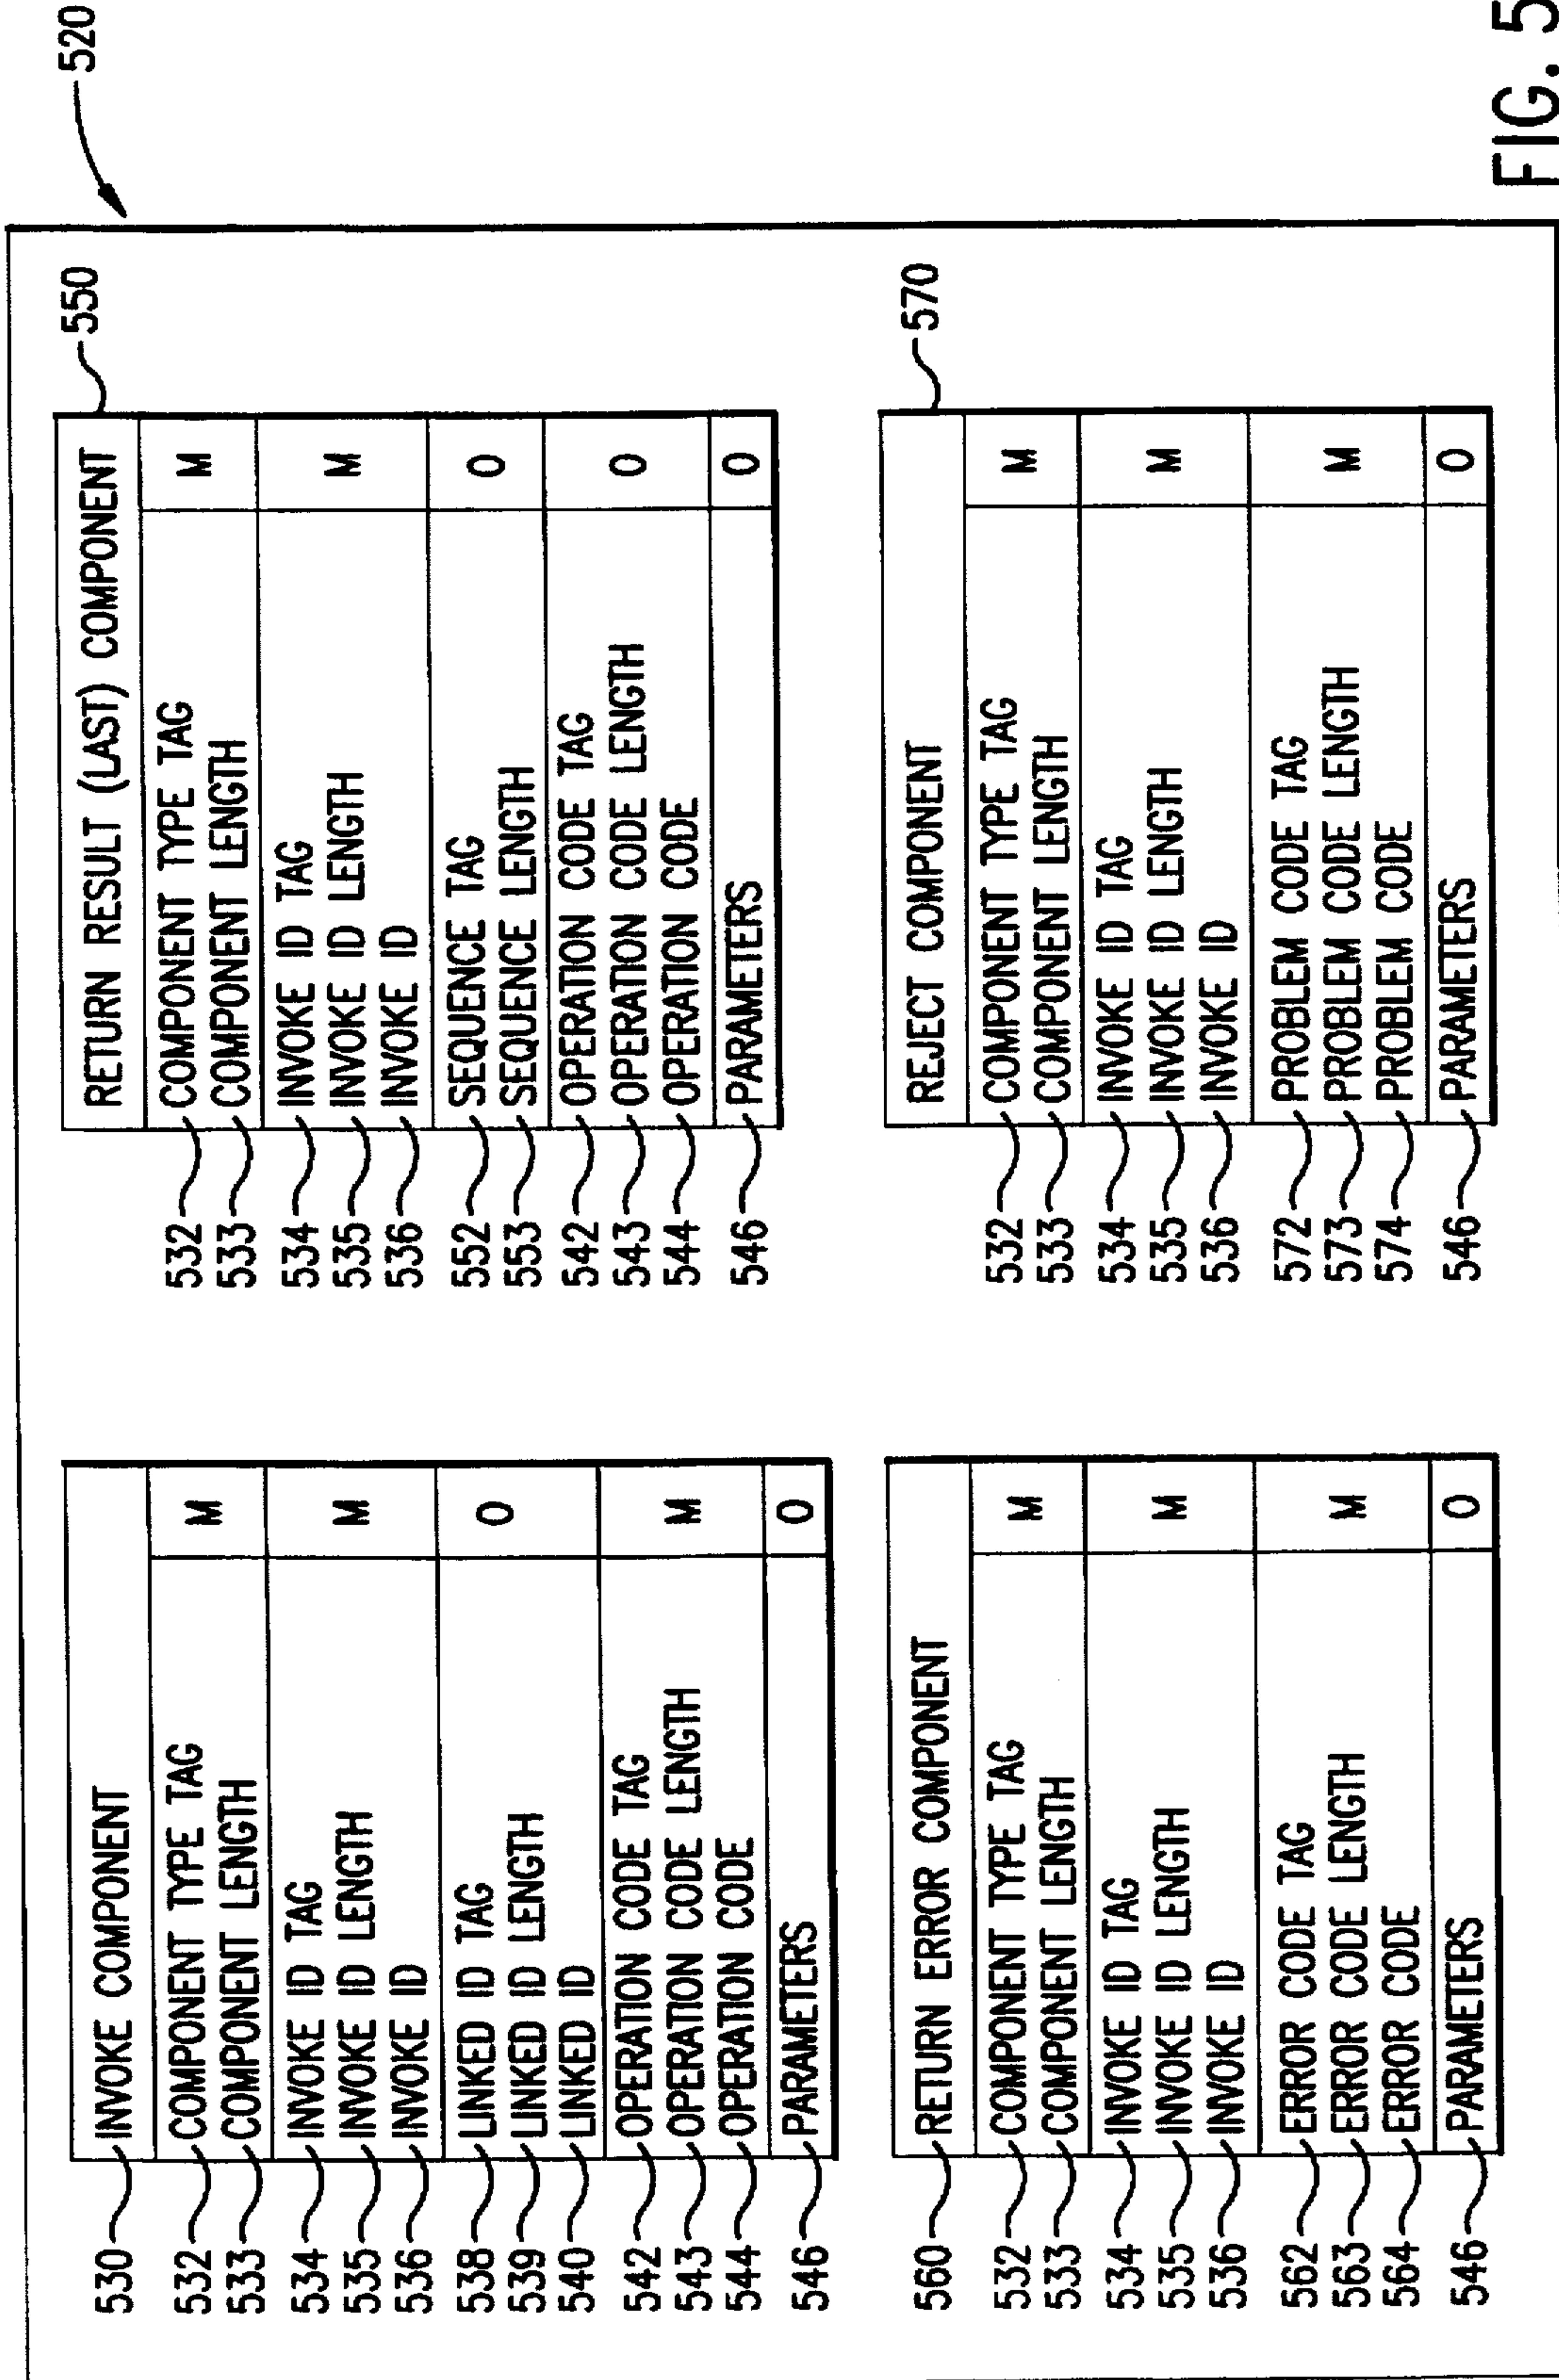 520
530 INVOKE COMPONENT
532 COMPONENT TYPE TAG M
533 COMPONENT LENGTH
534 INVOKE ID TAG
535 INVOKE ID LENGTH M
536 INVOKE ID
538 LINKED ID TAG O
539 LINKED ID LENGTH
540 LINKED ID
542 OPERATION CODE TAG
543 OPERATION CODE LENGTH M
544 OPERATION CODE
546 PARAMETERS O
RETURN RESULT (LAST) COMPONENT 550
532 COMPONENT TYPE TAG M
533 COMPONENT LENGTH
534 INVOKE ID TAG
535 INVOKE ID LENGTH M
536 INVOKE ID
552 SEQUENCE TAG O
553 SEQUENCE LENGTH
542 OPERATION CODE TAG
543 OPERATION CODE LENGTH O
544 OPERATION CODE
546 PARAMETERS O
560 RETURN ERROR COMPONENT
532 COMPONENT TYPE TAG M
533 COMPONENT LENGTH
534 INVOKE ID TAG
535 INVOKE ID LENGTH M
536 INVOKE ID
562 ERROR CODE TAG
563 ERROR CODE LENGTH M
564 ERROR CODE
546 PARAMETERS O
REJECT COMPONENT 570
532 COMPONENT TYPE TAG M
533 COMPONENT LENGTH
534 INVOKE ID TAG
535 INVOKE ID LENGTH M
536 INVOKE ID
572 PROBLEM CODE TAG
573 PROBLEM CODE LENGTH M
574 PROBLEM CODE
546 PARAMETERS O
FIG. 5